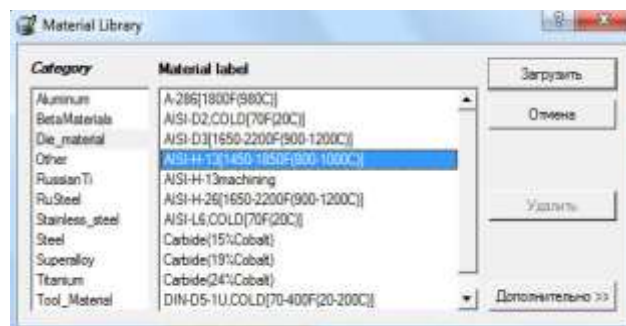 Material Library
Category
Material label
Загрузить
Отмена
Удалить
Дополнительно >>
Aluminum
BetaMaterials
Die_material
Other
RussianTi
RuSteel
Stainless_steel
Steel
Superalloy
Titanium
Tool_Material
A-286[1800F(980C)]
AISI-D2,COLD[70F(20C)]
AISI-D3[1650-2200F(900-1200C)]
AISI-H-13[1450-1850F(800-1000C)]
AISI-H-13machining
AISI-H-26[1650-2200F(900-1200C)]
AISI-L6,COLD[70F(20C)]
Carbide(15%Cobalt)
Carbide(19%Cobalt)
Carbide(24%Cobalt)
DIN-D5-1U,COLD[70-400F(20-200C)]